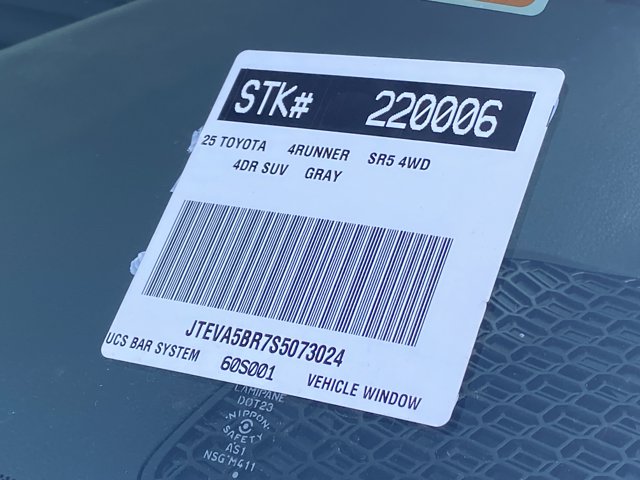 STK# 220006
25 TOYOTA 4RUNNER SR5 4WD
4DR SUV GRAY
JTEVA5BR7S5073024
UCS BAR SYSTEM 60S001 VEHICLE WINDOW
LAMIPANE
DOT23
NIPPON
SAFETY
AS1
NSG M411